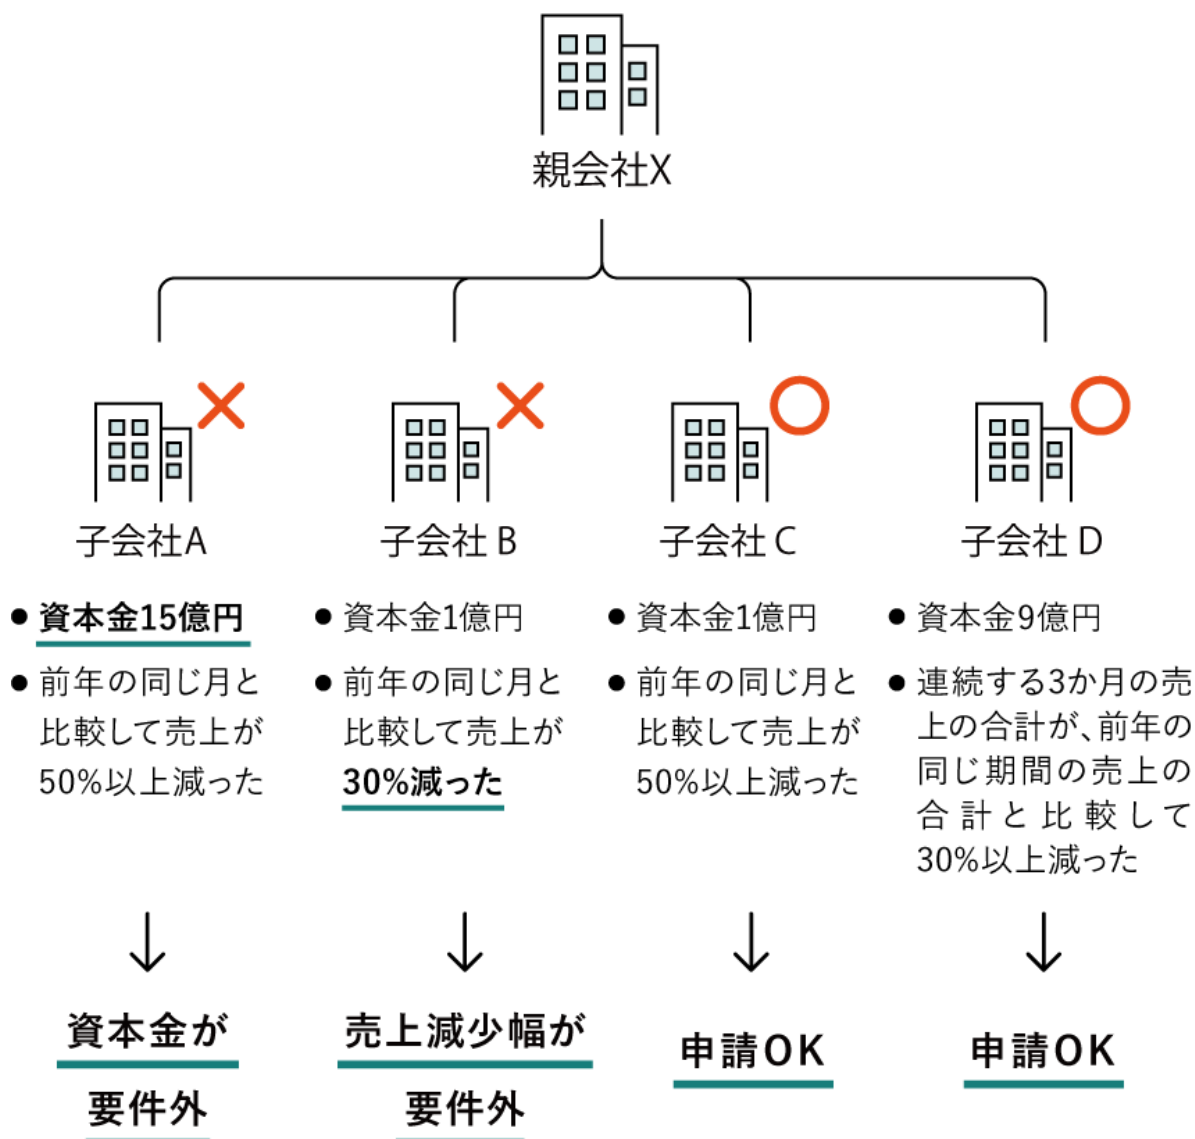 親会社X
子会社A
● 資本金15億円
● 前年の同じ月と
比較して売上が
50%以上減った
資本金が
要件外
子会社 B
● 資本金1億円
● 前年の同じ月と
比較して売上が
30%減った
売上減少幅が
要件外
子会社 C
● 資本金1億円
● 前年の同じ月と
比較して売上が
50%以上減った
申請OK
子会社 D
● 資本金9億円
● 連続する3か月の売
上の合計が、前年の
同じ期間の売上の
合計と比較して
30%以上減った
申請OK